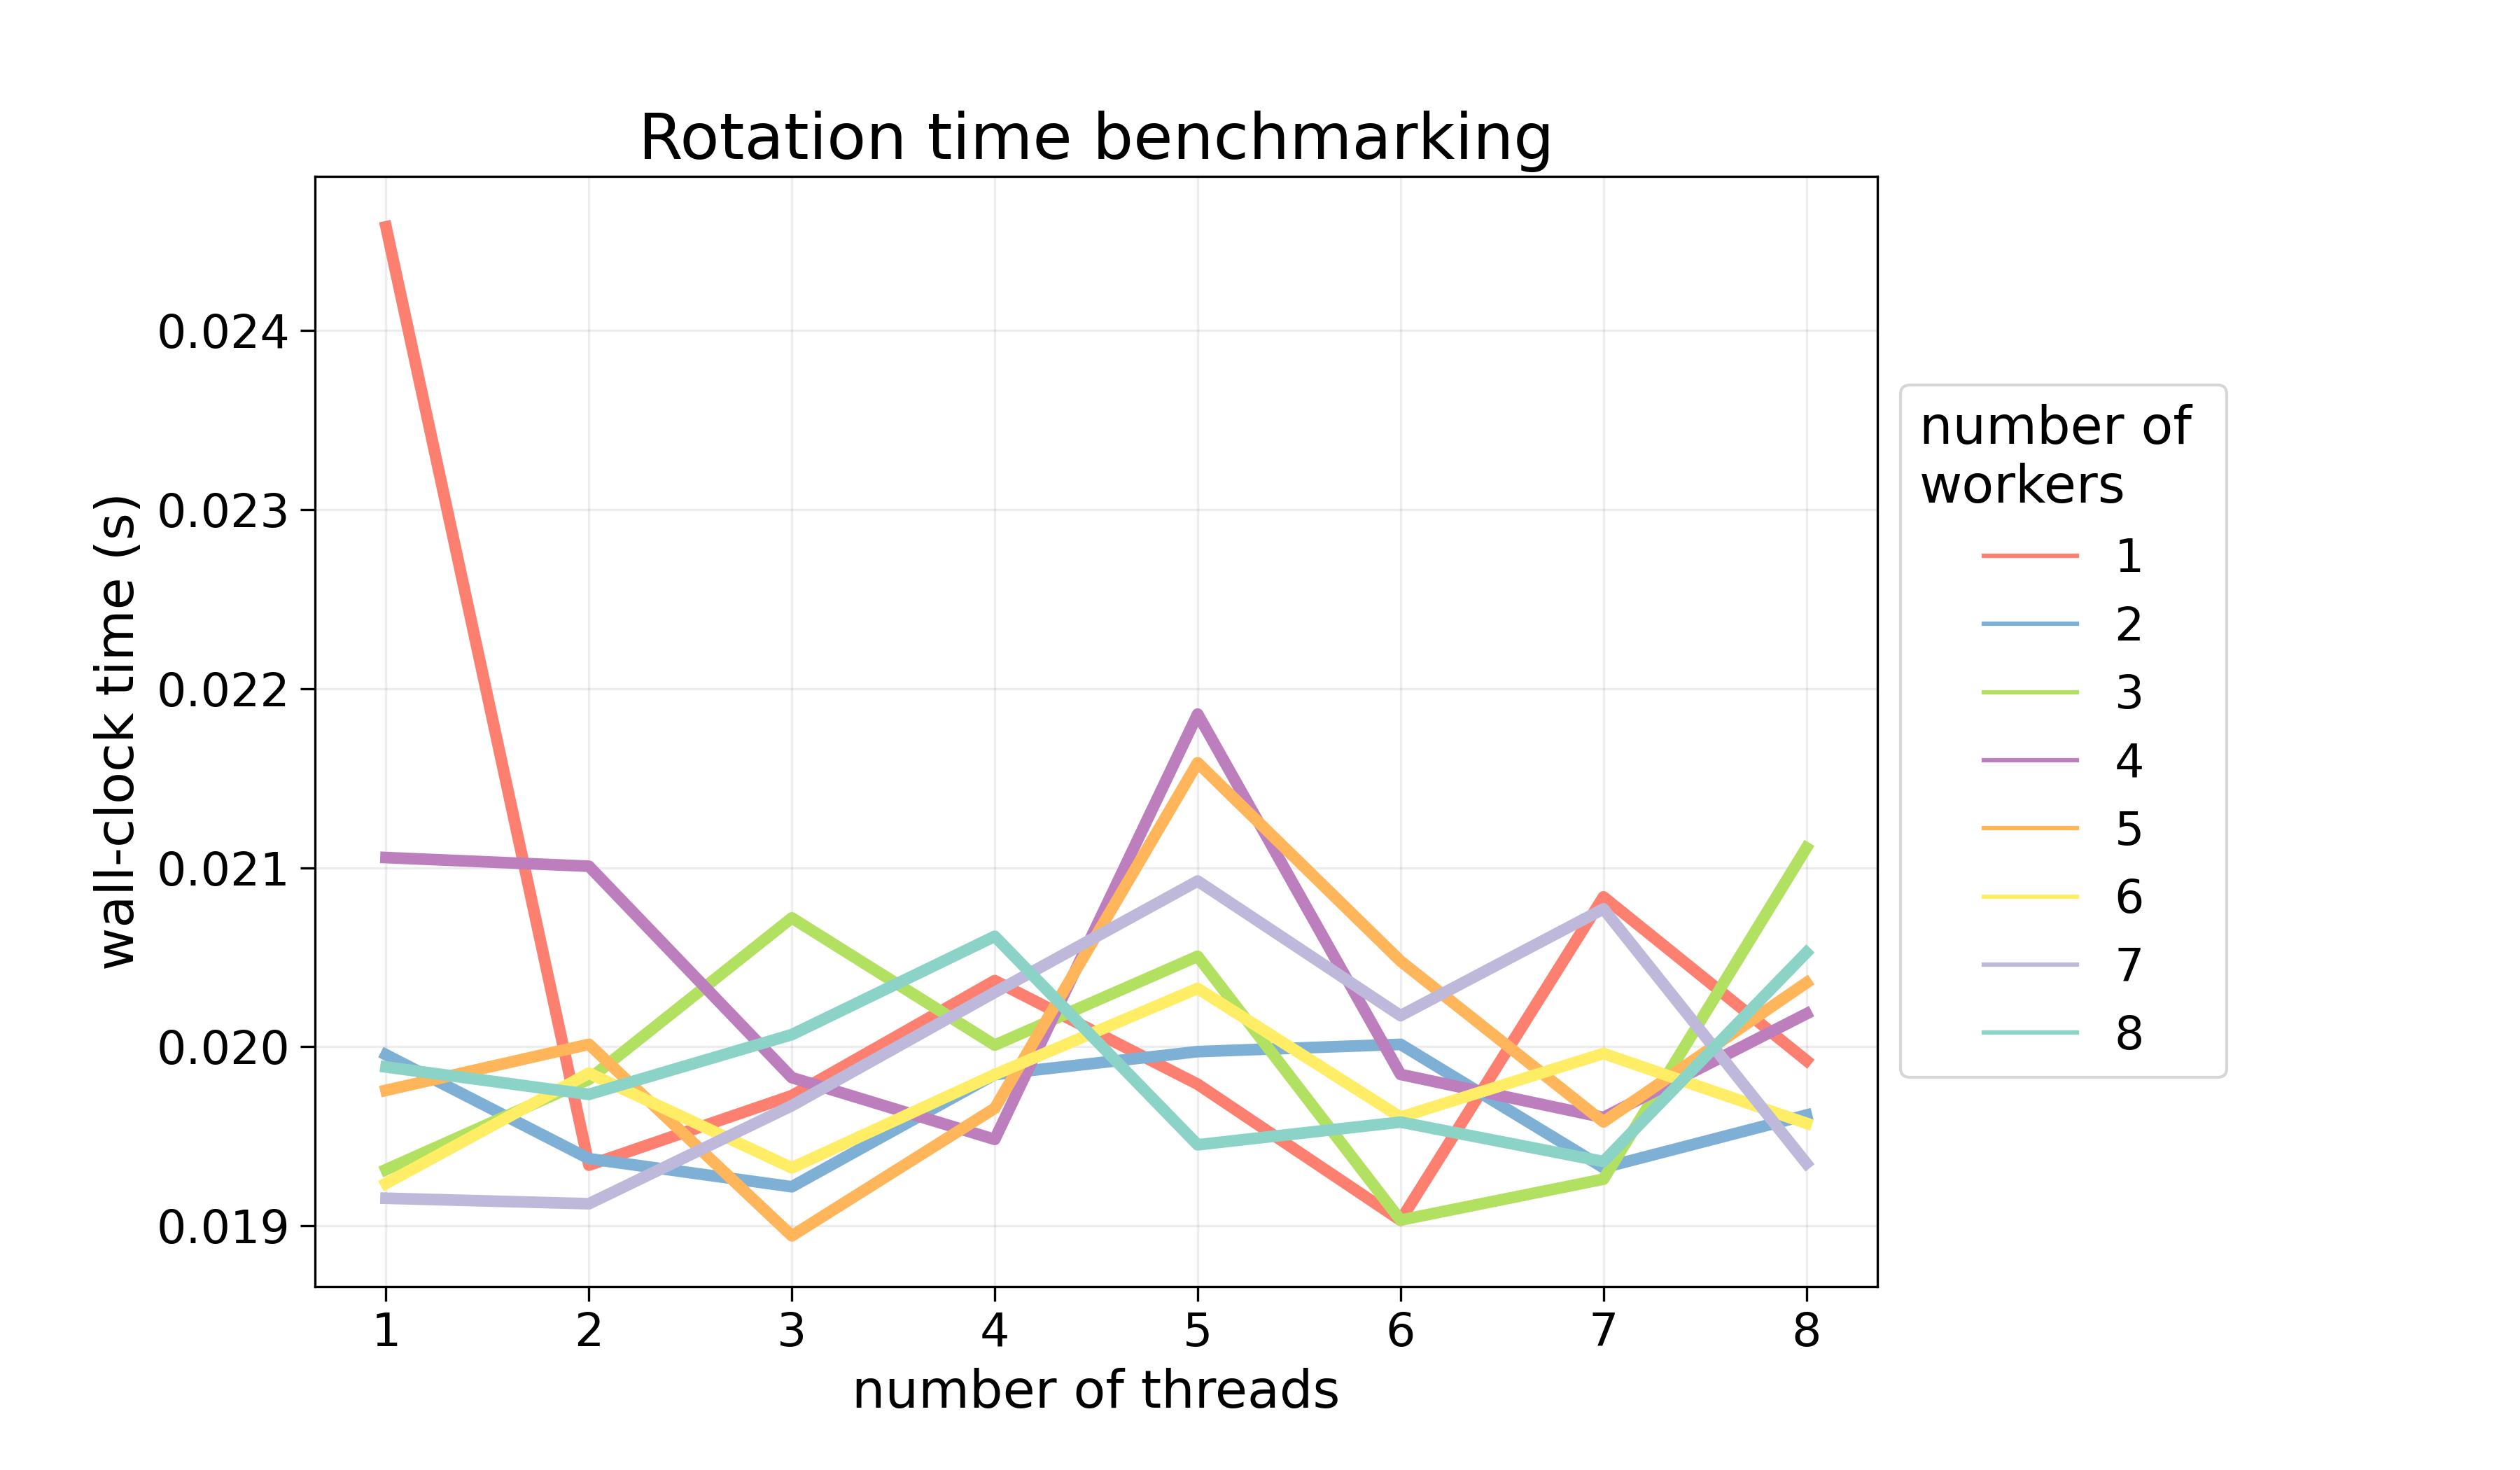 Rotation time benchmarking
wall-clock time (s)
0.024
0.023
0.022
0.021
0.020
0.019
1 2 3 4 5 6 7 8
number of threads
number of
workers
1
2
3
4
5
6
7
8